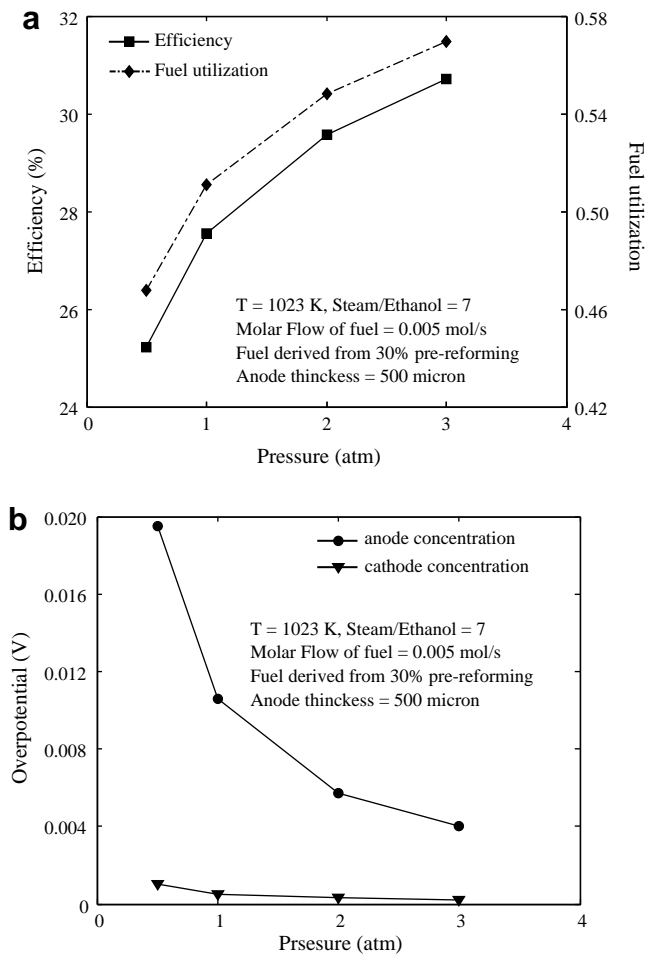 a
32
30
28
26
24
Efficiency (%)
Efficiency
Fuel utilization
T = 1023 K, Steam/Ethanol = 7
Molar Flow of fuel = 0.005 mol/s
Fuel derived from 30% pre-reforming
Anode thinckess = 500 micron
0.58
0.54
0.50
0.46
0.42
Fuel utilization
0 1 2 3 4
Pressure (atm)
b
0.020
0.016
0.012
0.008
0.004
0
Overpotential (V)
anode concentration
cathode concentration
T = 1023 K, Steam/Ethanol = 7
Molar Flow of fuel = 0.005 mol/s
Fuel derived from 30% pre-reforming
Anode thinckess = 500 micron
0 1 2 3 4
Prsesure (atm)